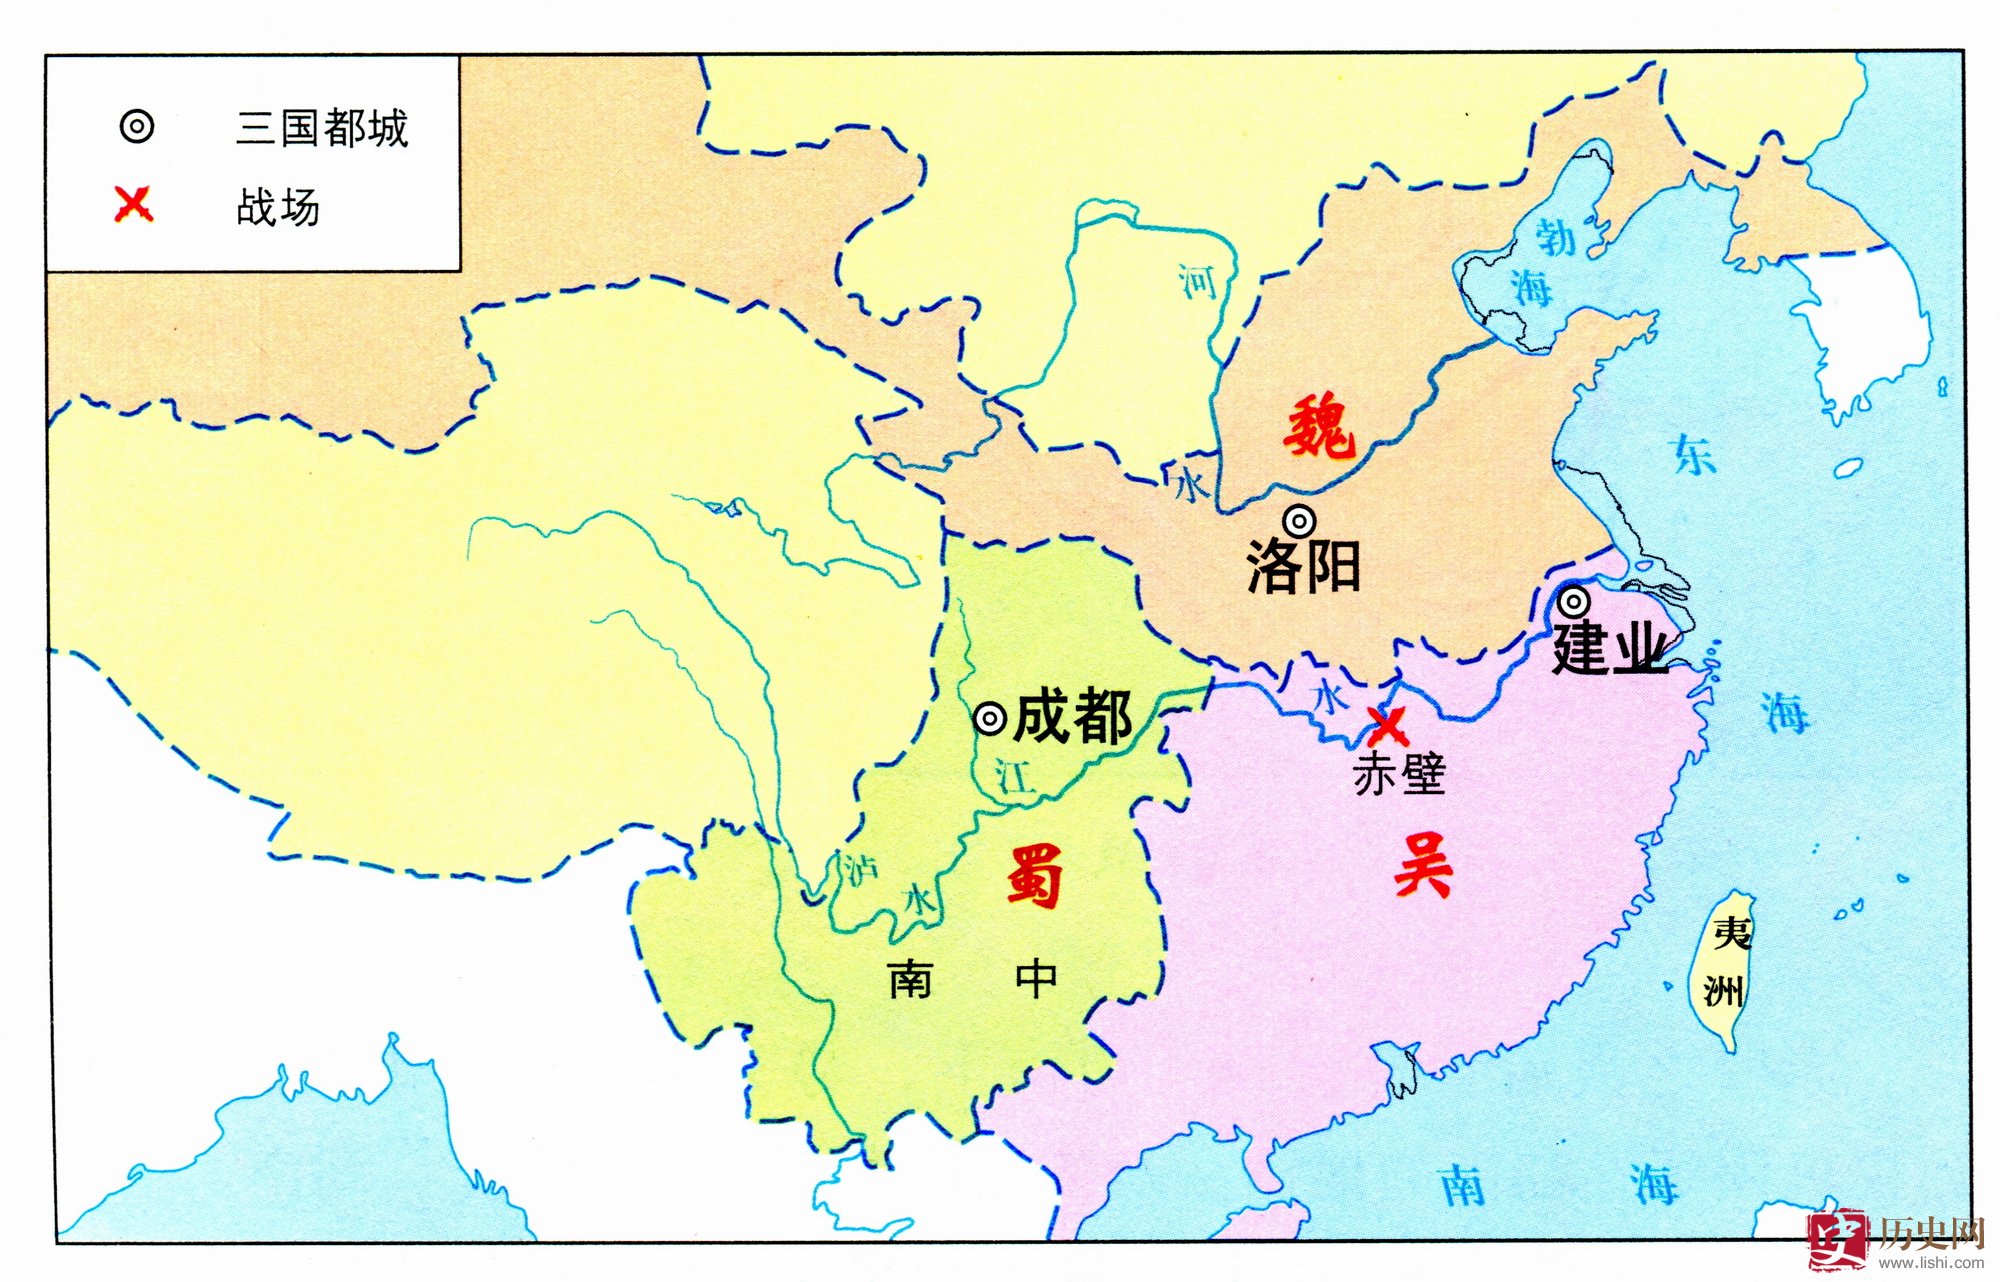 三国都城
战场
勃
海
河
水
魏
东
洛阳
建业
成都
水
海
江
赤壁
泸
水
蜀
吴
夷
洲
南中
南海
史
历史网
www.lishi.com